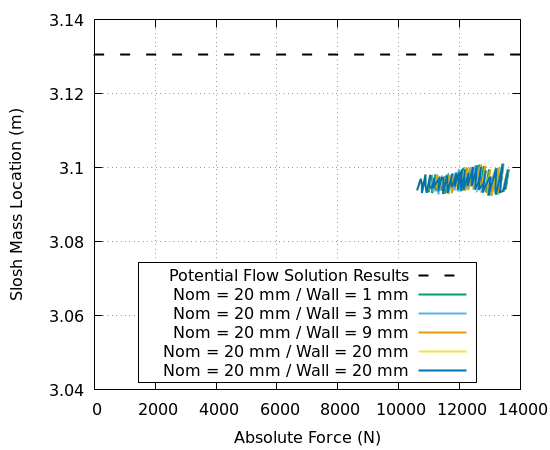 3.14
3.12
3.1
3.08
3.06
3.04
Slosh Mass Location (m)
Potential Flow Solution Results
Nom = 20 mm / Wall = 1 mm
Nom = 20 mm / Wall = 3 mm
Nom = 20 mm / Wall = 9 mm
Nom = 20 mm / Wall = 20 mm
Nom = 20 mm / Wall = 20 mm
0 2000 4000 6000 8000 10000 12000 14000
Absolute Force (N)